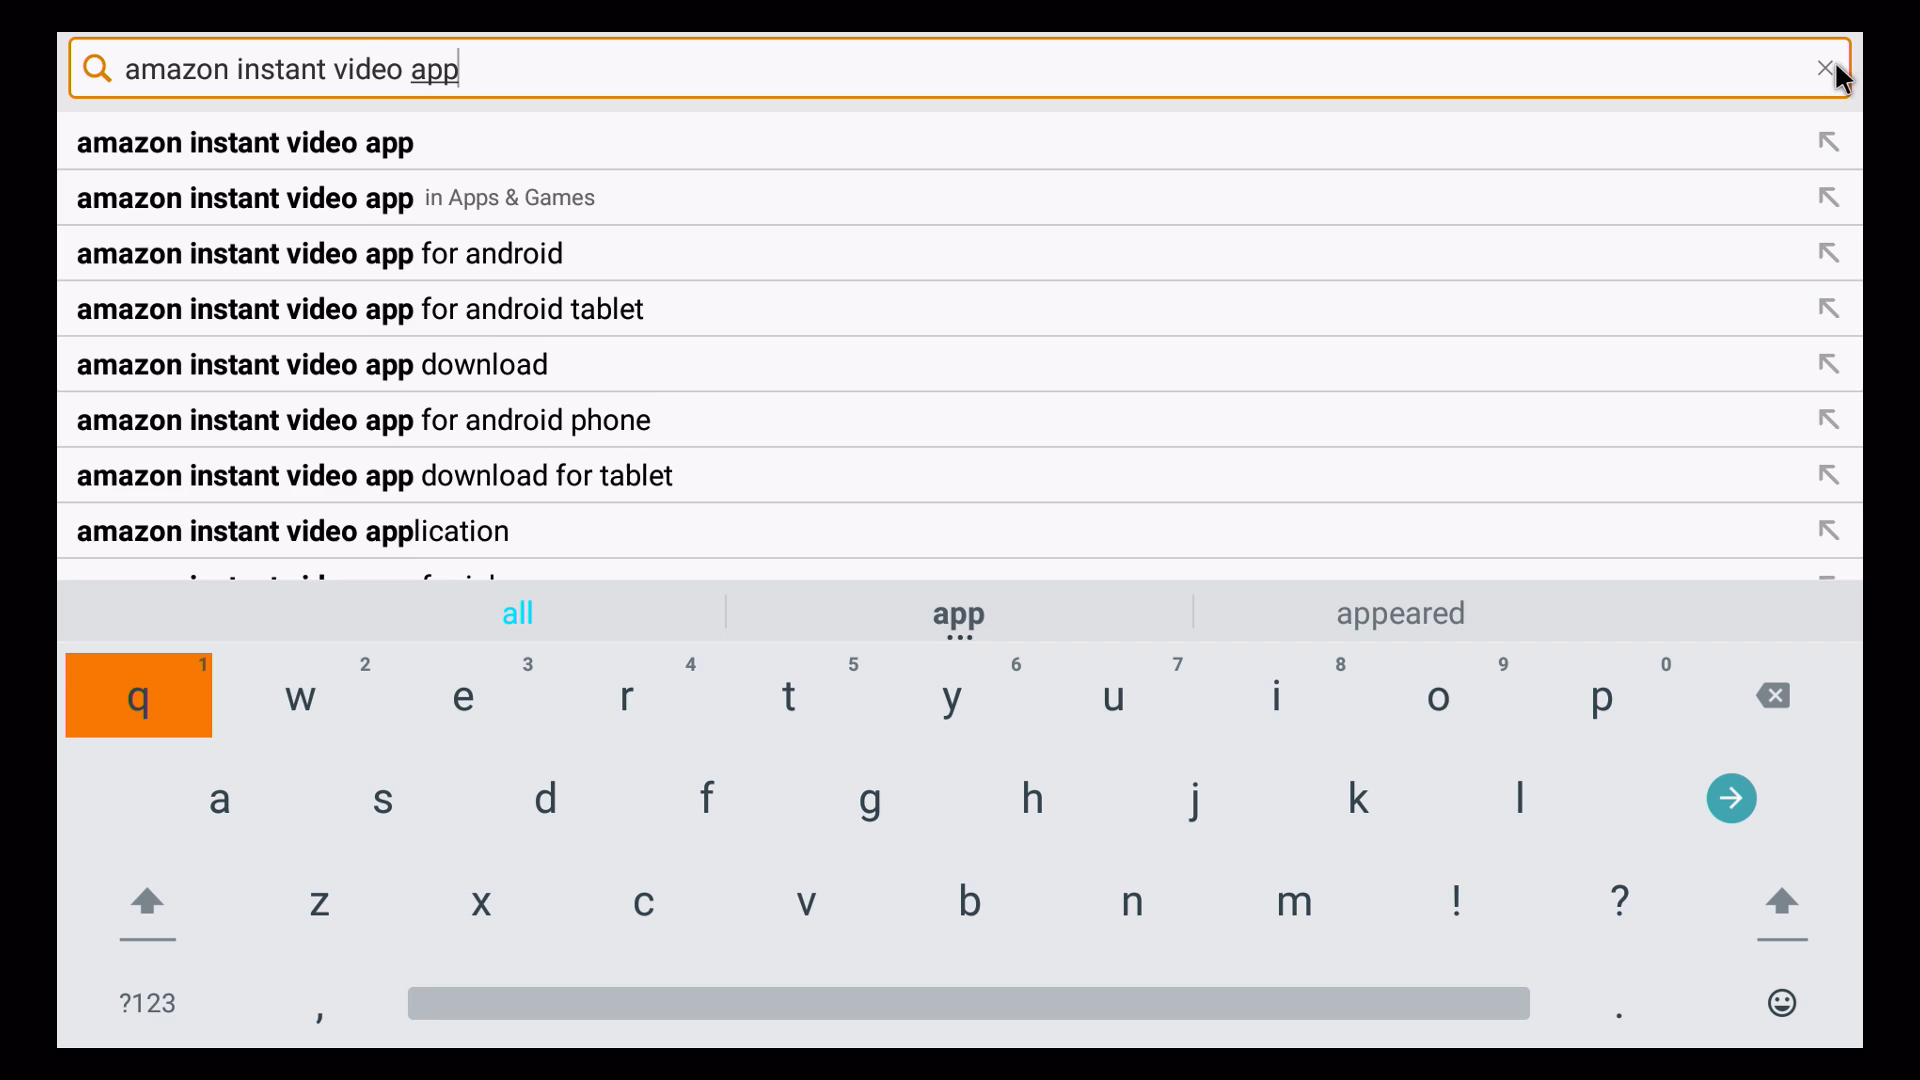 amazon instant video app
amazon instant video app
amazon instant video app in Apps & Games
amazon instant video app for android
amazon instant video app for android tablet
amazon instant video app download
amazon instant video app for android phone
amazon instant video app download for tablet
amazon instant video application
all app appeared
1 2 3 4 5 6 7 8 9 0
q w e r t y u i o p
a s d f g h j k l
z x c v b n m ! ?
?123 , .